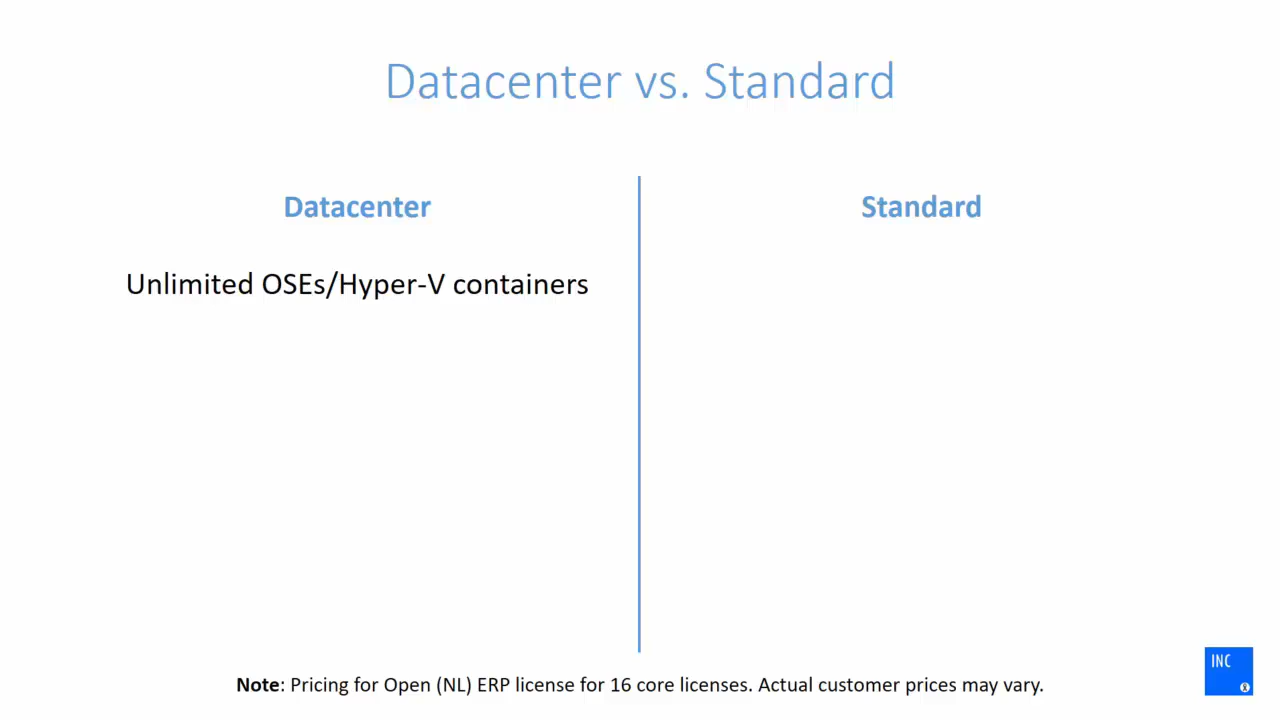 Datacenter vs. Standard
Datacenter
Standard
Unlimited OSEs/Hyper-V containers
Note: Pricing for Open (NL) ERP license for 16 core licenses. Actual customer prices may vary.
INC